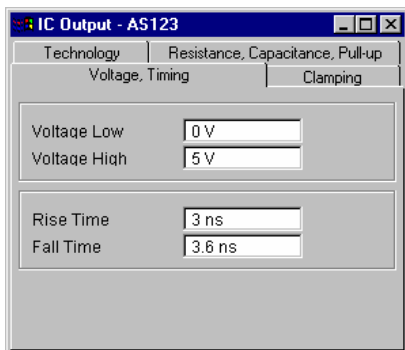 IC Output - AS123
Technology Resistance, Capacitance, Pull-up
Voltage, Timing Clamping
Voltage Low 0 V
Voltage High 5 V
Rise Time 3 ns
Fall Time 3.6 ns